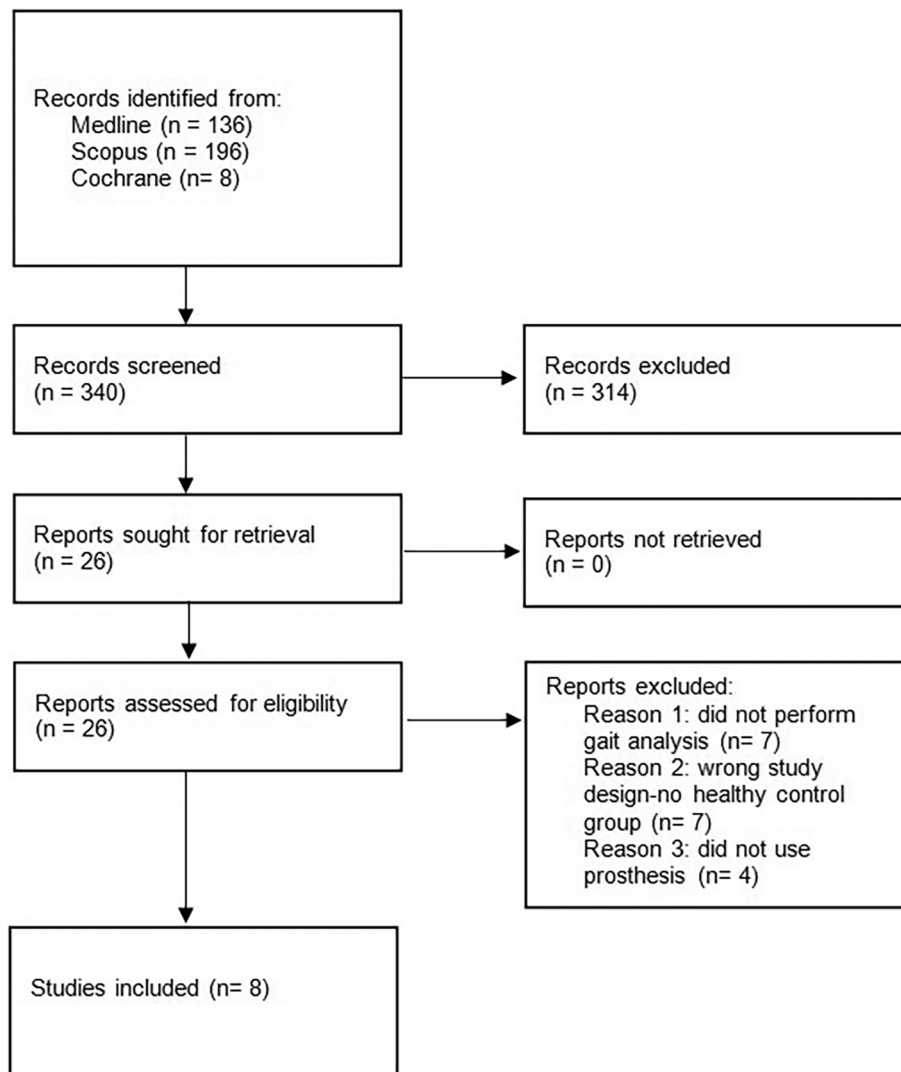 Records identified from:
Medline (n = 136)
Scopus (n = 196)
Cochrane (n= 8)
Records screened
(n = 340)
Records excluded
(n = 314)
Reports sought for retrieval
(n = 26)
Reports not retrieved
(n = 0)
Reports assessed for eligibility
(n = 26)
Reports excluded:
Reason 1: did not perform
gait analysis (n= 7)
Reason 2: wrong study
design-no healthy control
group (n= 7)
Reason 3: did not use
prosthesis (n= 4)
Studies included (n= 8)